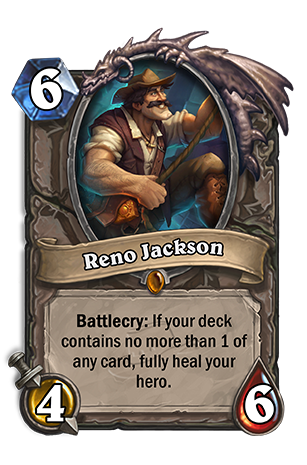 6
Reno Jackson
Battlecry: If your deck
contains no more than 1 of
any card, fully heal your
hero.
4
6